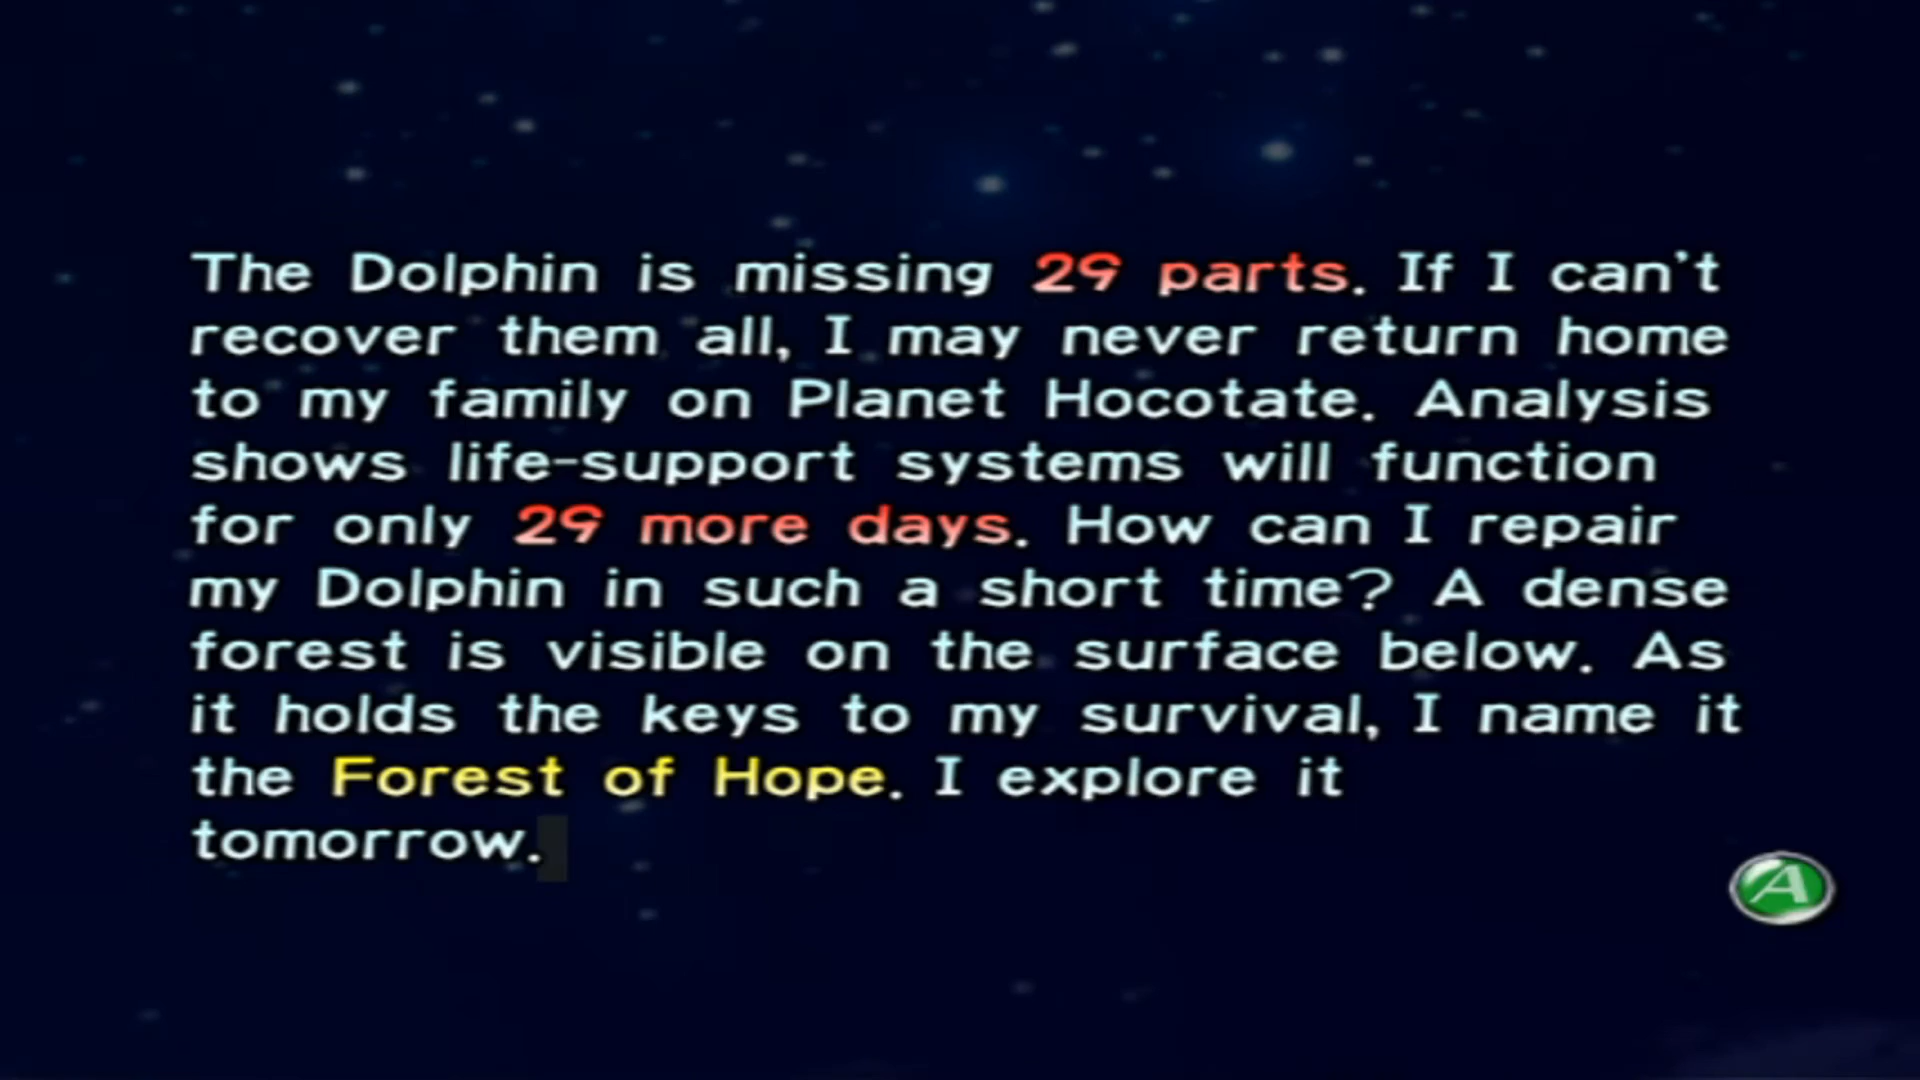 The Dolphin is missing 29 parts. If I can't
recover them all, I may never return home
to my family on Planet Hocotate. Analysis
shows life-support systems will function
for only 29 more days. How can I repair
my Dolphin in such a short time? A dense
forest is visible on the surface below. As
it holds the keys to my survival, I name it
the Forest of Hope. I explore it
tomorrow.
A